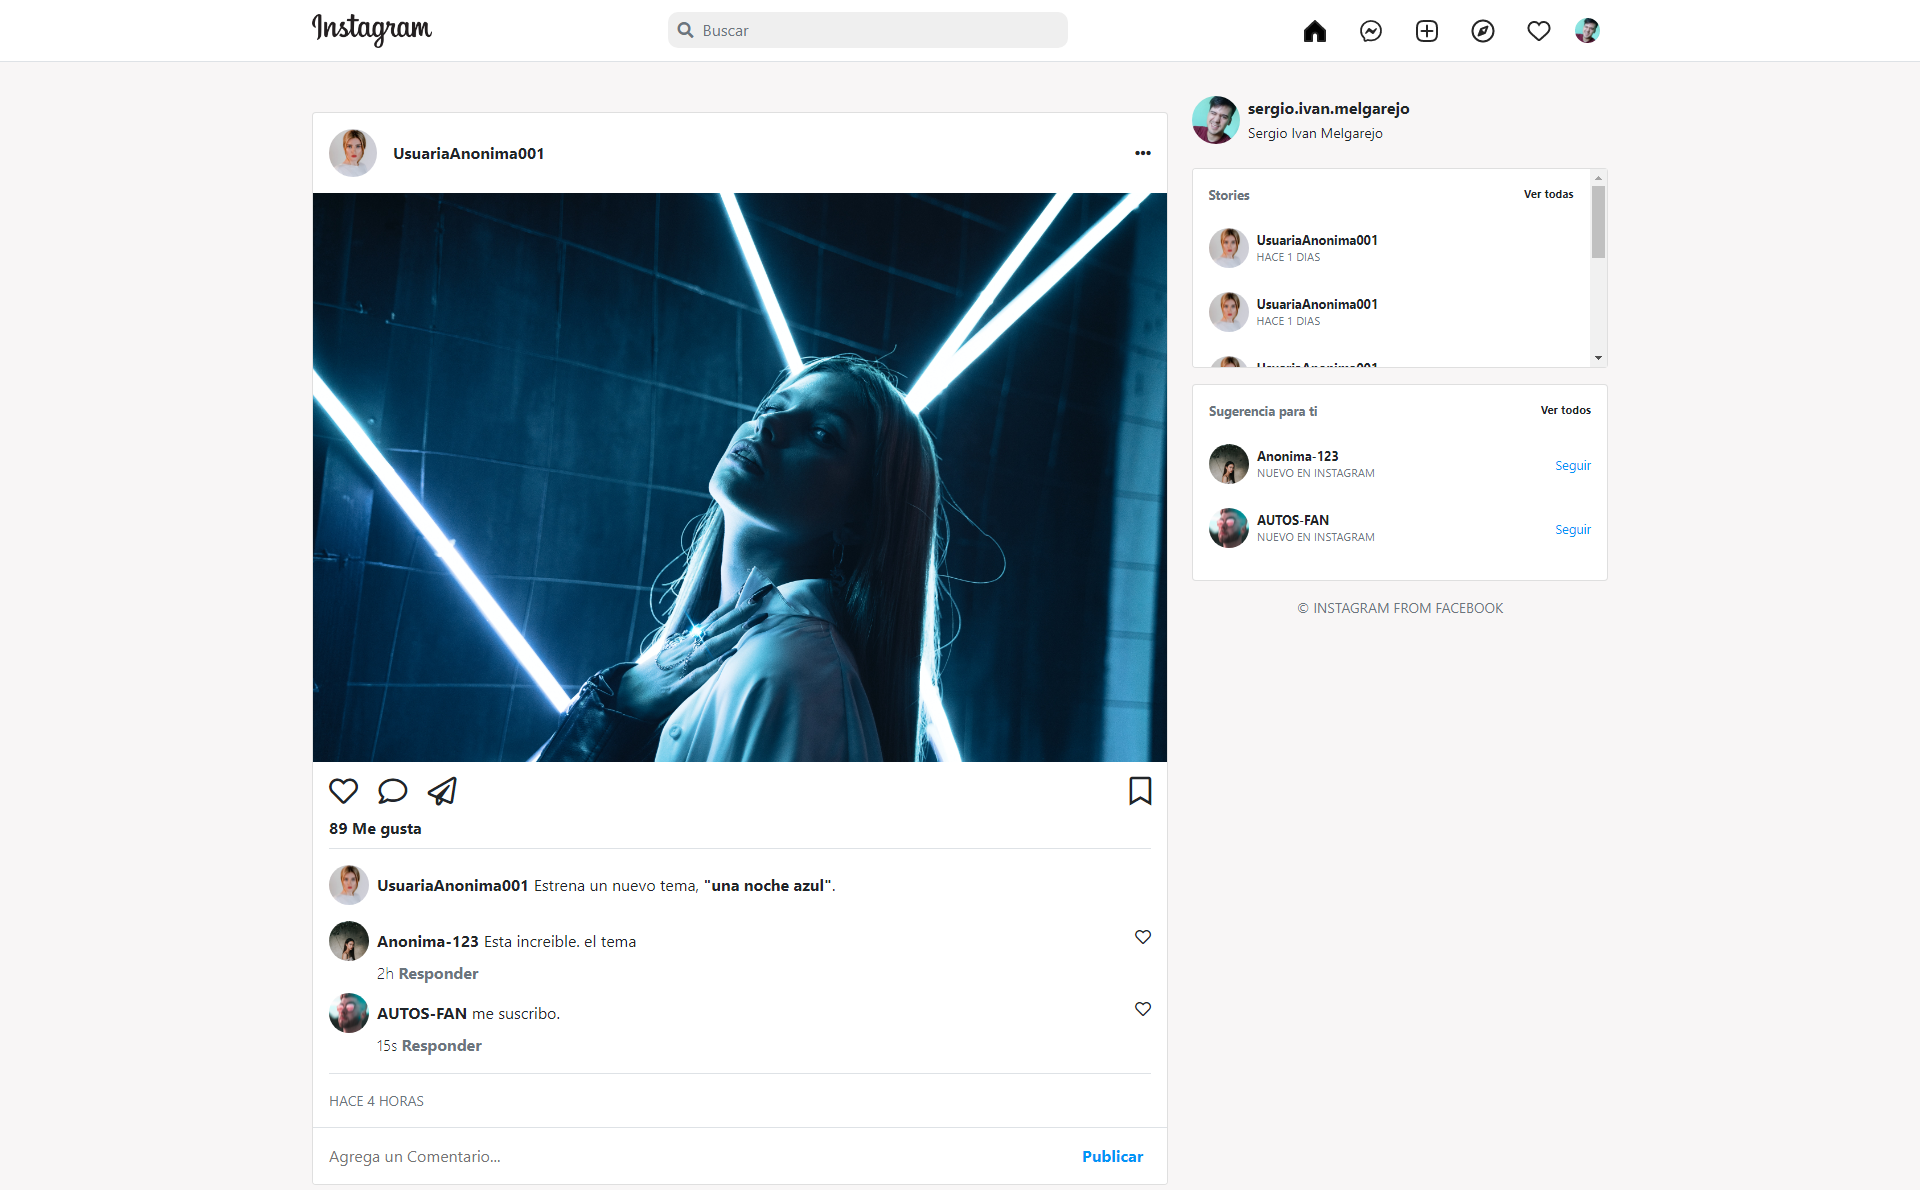 Instagram
Buscar
UsuariaAnonima001
89 Me gusta
UsuariaAnonima001 Estrena un nuevo tema, "una noche azul".
Anonima-123 Esta increible. el tema
2h Responder
AUTOS-FAN me suscribo.
15s Responder
HACE 4 HORAS
Agrega un Comentario...
Publicar
sergio.ivan.melgarejo
Sergio Ivan Melgarejo
Stories
Ver todas
UsuariaAnonima001
HACE 1 DIAS
UsuariaAnonima001
HACE 1 DIAS
UsuariaAnonima001
Sugerencia para ti
Ver todos
Anonima-123
NUEVO EN INSTAGRAM
Seguir
AUTOS-FAN
NUEVO EN INSTAGRAM
Seguir
© INSTAGRAM FROM FACEBOOK